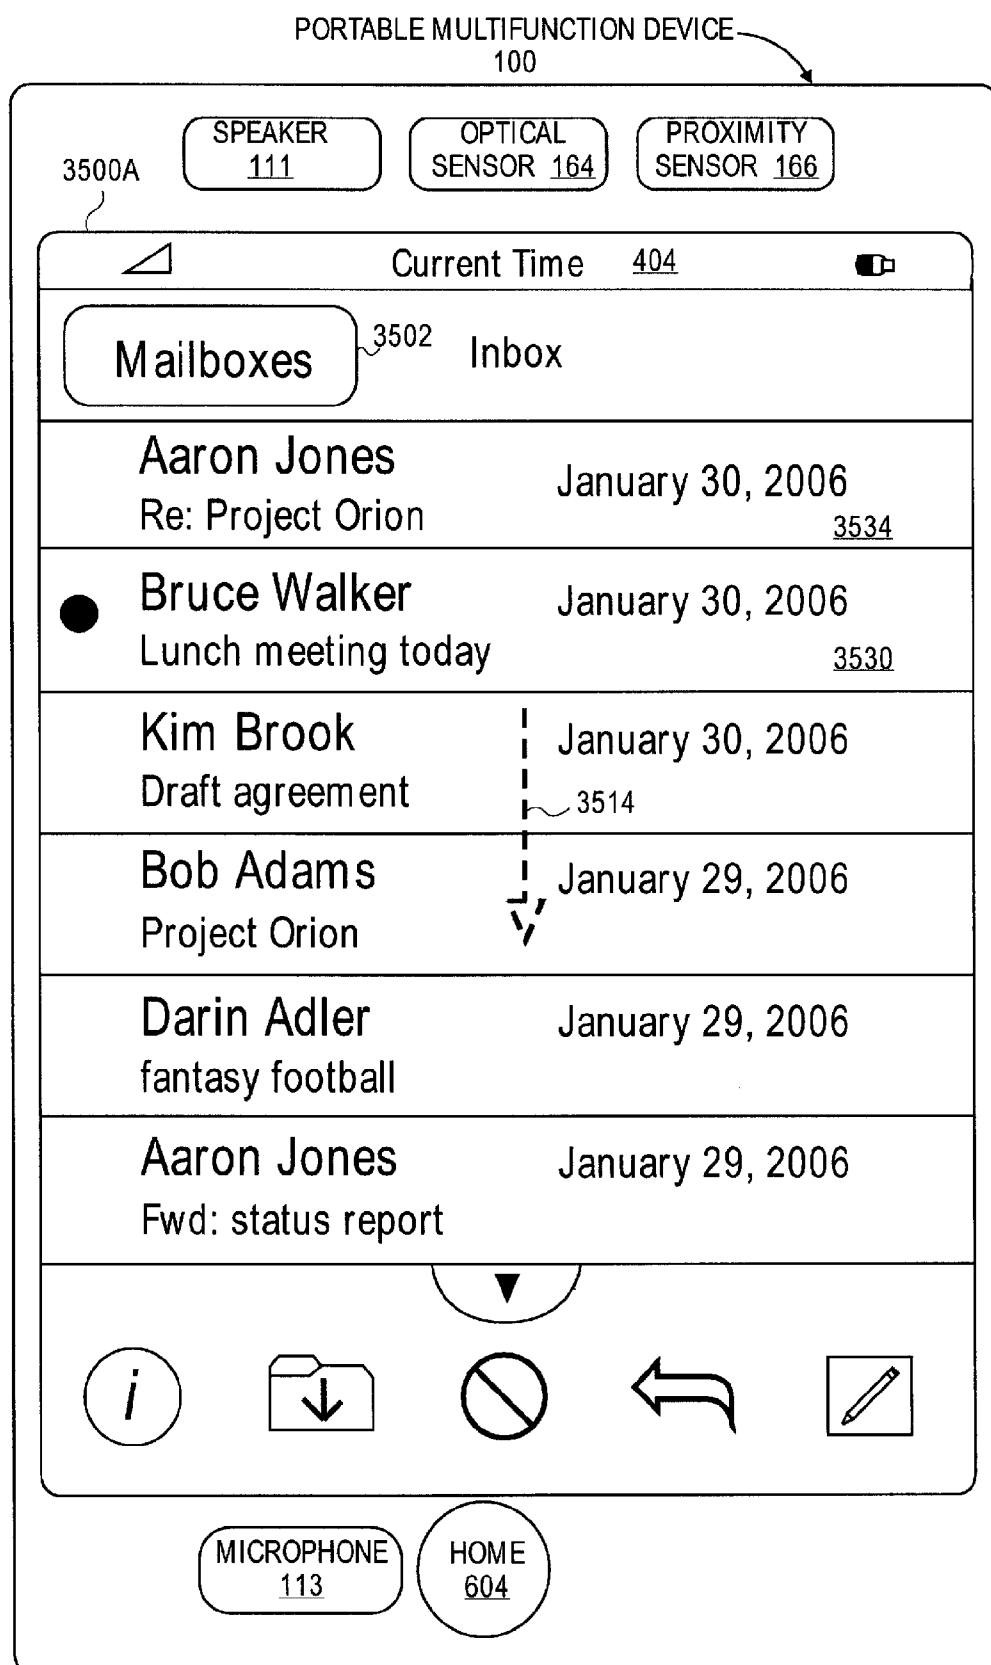 PORTABLE MULTIFUNCTION DEVICE
100
SPEAKER
111
OPTICAL
SENSOR 164
PROXIMITY
SENSOR 166
3500A
Current Time 404
Mailboxes
3502
Inbox
Aaron Jones
January 30, 2006
Re: Project Orion
3534
Bruce Walker
January 30, 2006
Lunch meeting today
3530
Kim Brook
January 30, 2006
Draft agreement
3514
Bob Adams
January 29, 2006
Project Orion
Darin Adler
January 29, 2006
fantasy football
Aaron Jones
January 29, 2006
Fwd: status report
i
MICROPHONE
113
HOME
604